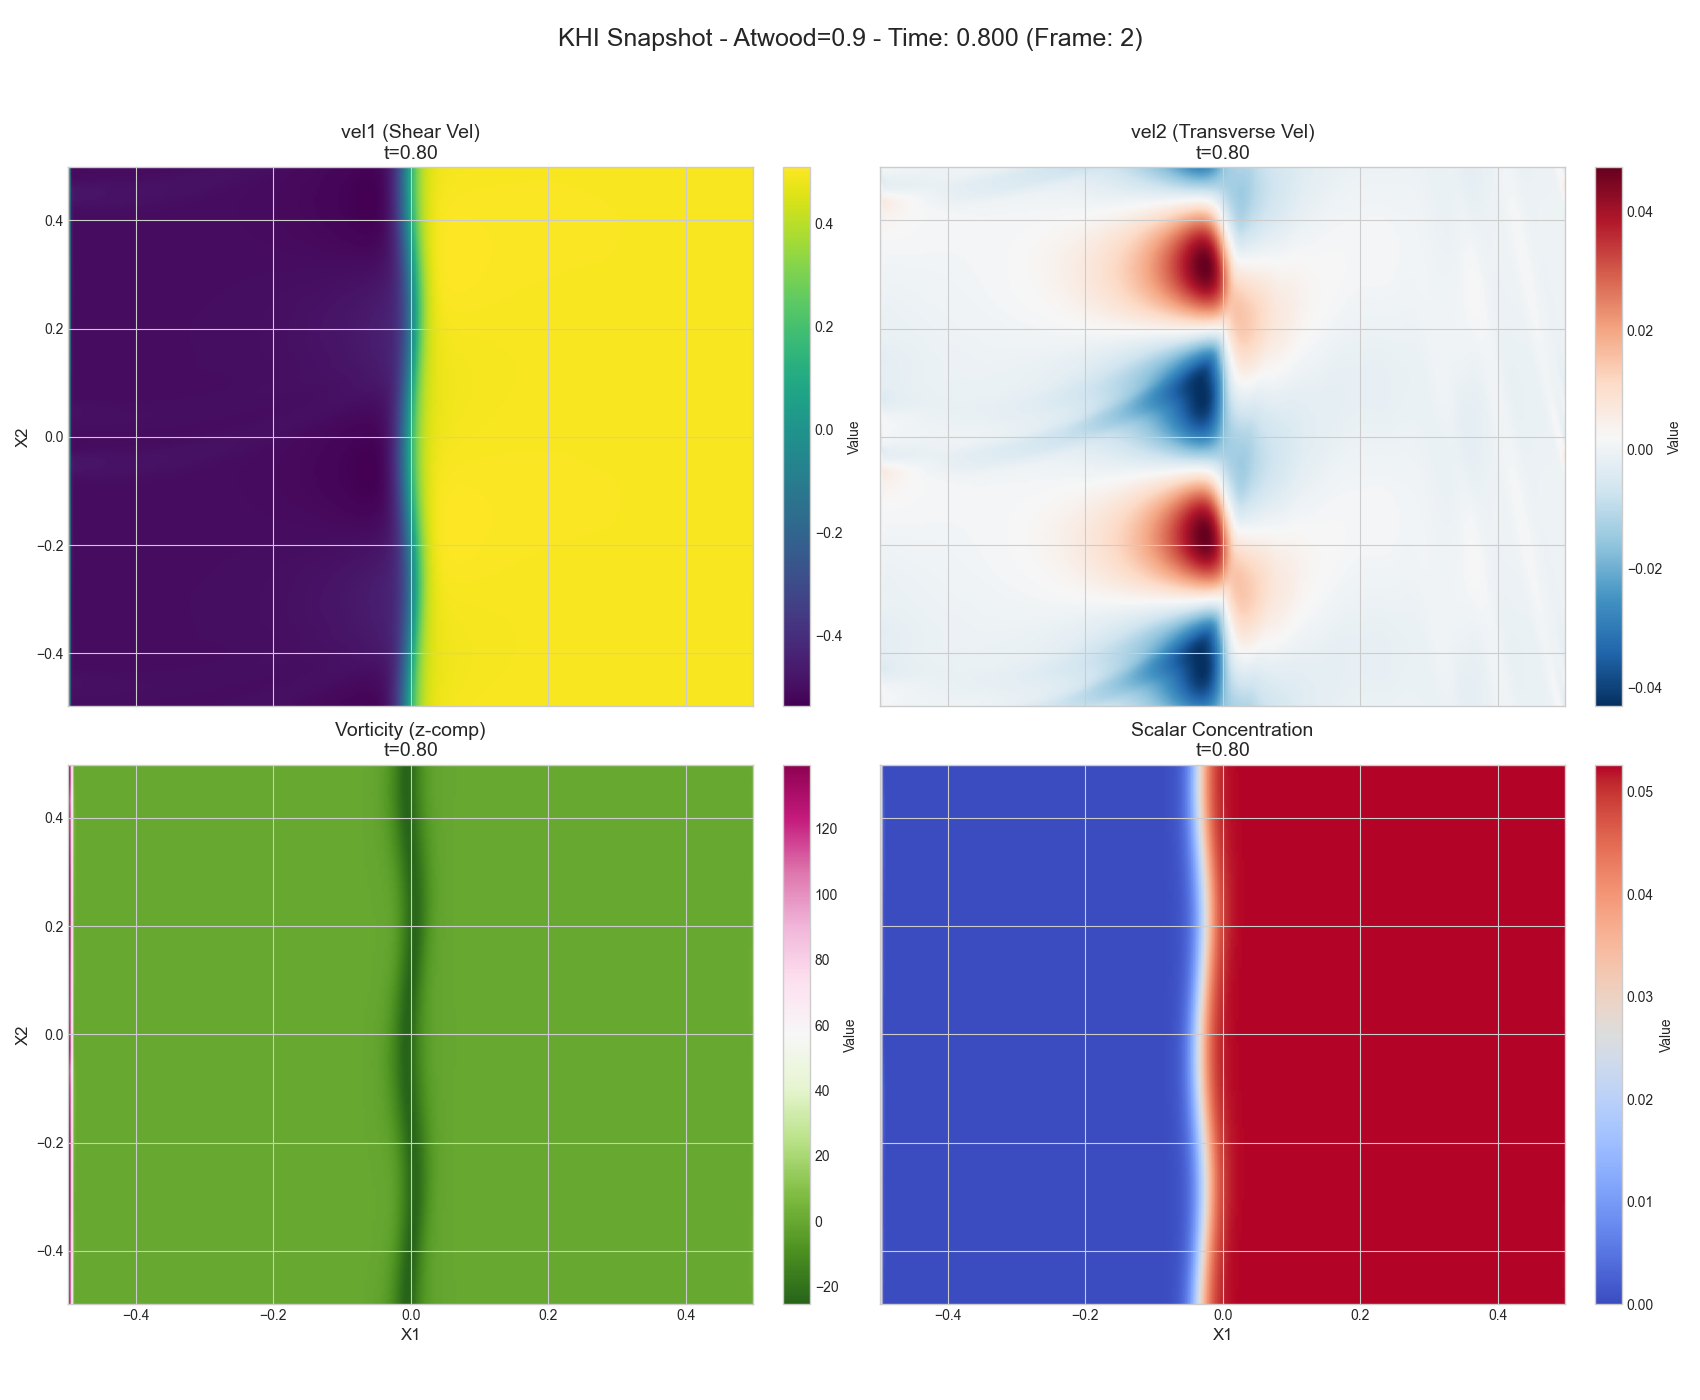 KHI Snapshot - Atwood=0.9 - Time: 0.800 (Frame: 2)
vel1 (Shear Vel)
t=0.80
X2
0.4
0.2
0.0
−0.2
−0.4
0.4
0.2
0.0
−0.2
−0.4
Value
vel2 (Transverse Vel)
t=0.80
0.04
0.02
0.00
−0.02
−0.04
Value
Vorticity (z-comp)
t=0.80
X2
0.4
0.2
0.0
−0.2
−0.4
−0.4 −0.2 0.0 0.2 0.4
X1
120
100
80
60
40
20
0
−20
Value
Scalar Concentration
t=0.80
−0.4 −0.2 0.0 0.2 0.4
X1
0.05
0.04
0.03
0.02
0.01
0.00
Value